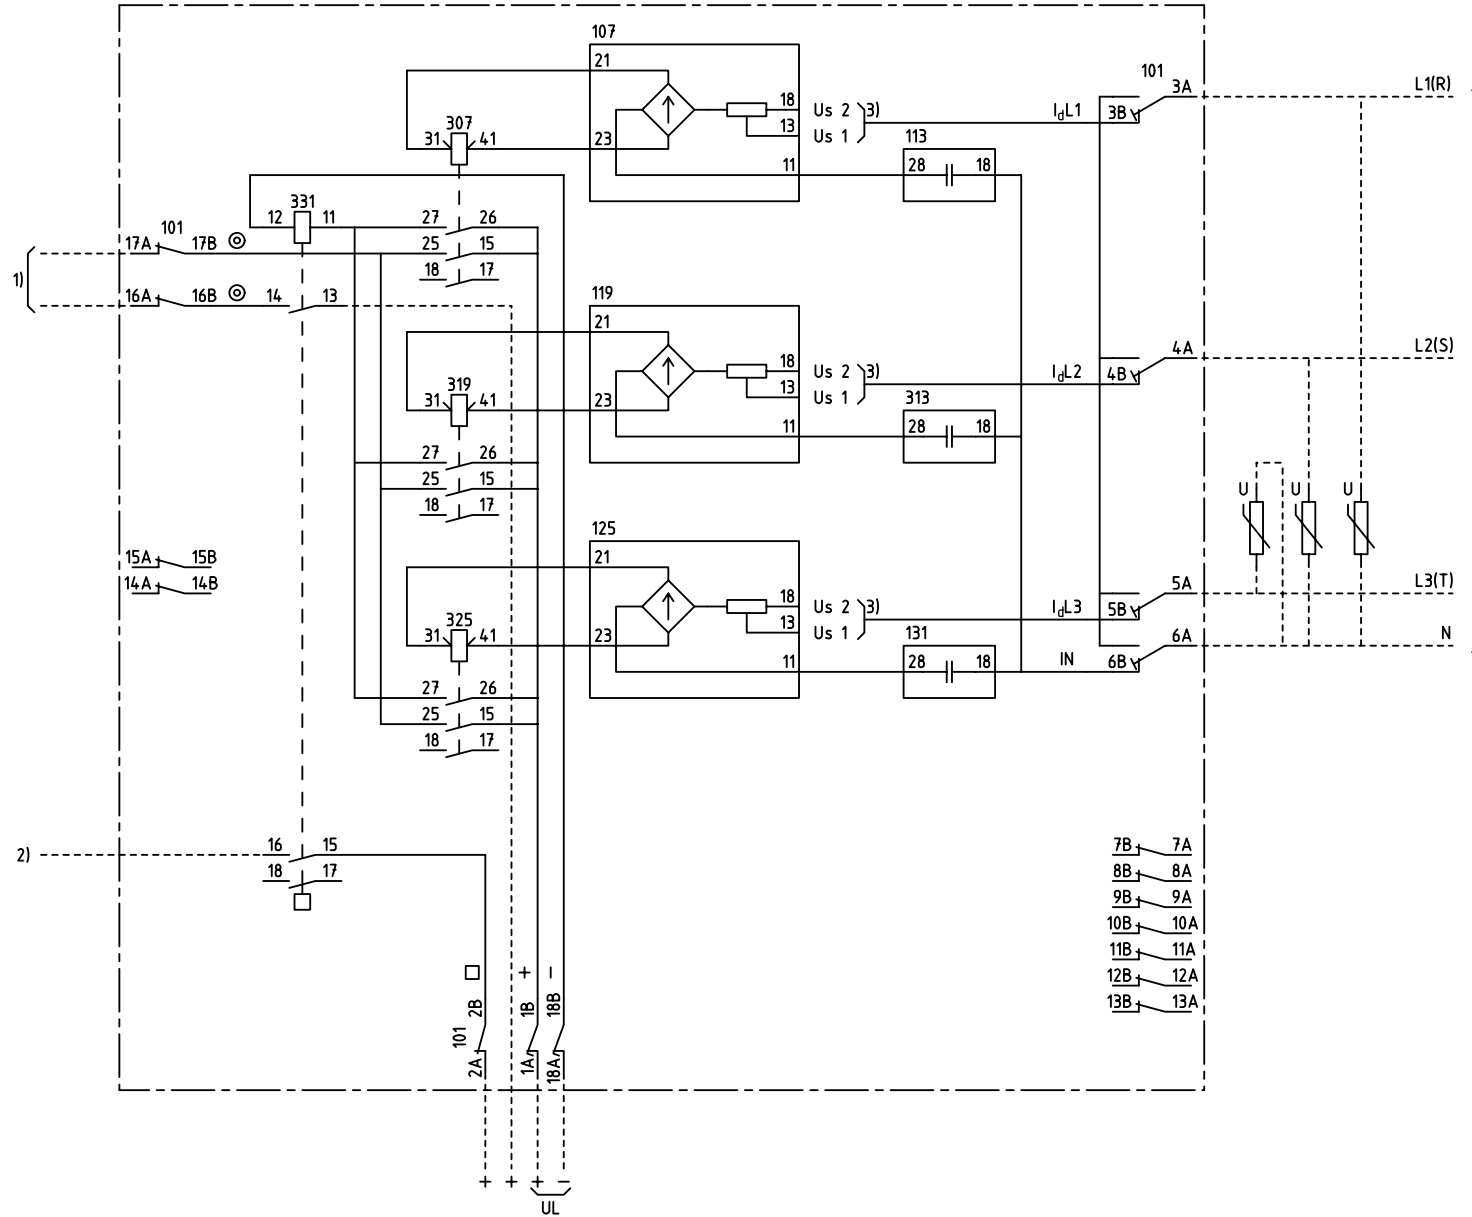 107
21
101
3A
L1(R)
18
Us 2
3)
IdL1
3B
307
31
41
23
13
Us 1
113
11
28
18
331
12
11
27
26
101
17A
17B
25
15
18
17
1)
16A
16B
14
13
119
21
4A
L2(S)
18
Us 2
3)
IdL2
4B
319
31
41
23
13
Us 1
313
11
28
18
27
26
25
15
U
U
U
18
17
125
15A
15B
21
14A
14B
5A
L3(T)
18
Us 2
3)
IdL3
5B
325
31
41
23
13
Us 1
131
6A
N
11
28
18
IN
6B
27
26
25
15
18
17
2)
16
15
7B
7A
18
17
8B
8A
9B
9A
10B
10A
11B
11A
+
−
12B
12A
2B
1B
18B
13B
13A
101
2A
1A
18A
+
+
+
−
UL